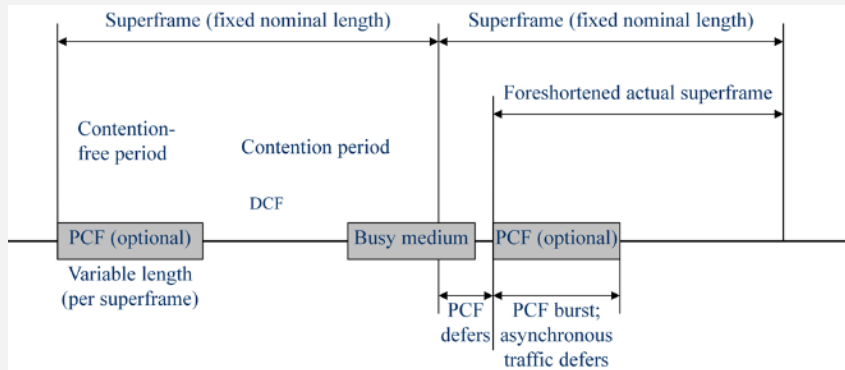 Superframe (fixed nominal length)
Superframe (fixed nominal length)
Foreshortened actual superframe
Contention-
free period
Contention period
DCF
PCF (optional)
Busy medium
PCF (optional)
Variable length
(per superframe)
PCF
defers
PCF burst;
asynchronous
traffic defers